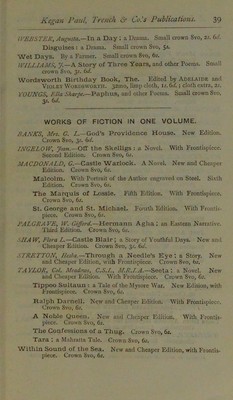 Kegan Paul, Trench & Co.'s Publications. 39
WEBSTER, Augusta.—In a Day : a Drama. Small crown 8vo, 2s. 6d.
Disguises : a Drama. Small crown 8vo, 5s.
Wet Days. By a Farmer. Small crown 8vo, 6s.
WILLIAMS, J.—A Story of Three Years, and other Poems. Small
crown 8vo, 3s. 6d.
Wordsworth Birthday Book, The. Edited by ADELAIDE and
VIOLET WORDSWORTH. 32mo, limp cloth, 1s. 6d. ; cloth extra, 2s.
YOUNGS, Ella Sharpe.—Paphus, and other Poems. Small crown 8vo,
3s. 6d.
WORKS OF FICTION IN ONE VOLUME.
BANKS, Mrs. G. L.—God's Providence House. New Edition.
Crown 8vo, 3s. 6d.
INGELOW, Jean.—Off the Skelligs : a Novel. With Frontispiece.
Second Edition. Crown 8vo, 6s.
MACDONALD, G.—Castle Warlock. A Novel. New and Cheaper
Edition. Crown 8vo, 6s.
Malcolm. With Portrait of the Author engraved on Steel. Sixth
Edition. Crown 8vo, 6s.
The Marquis of Lossie. Fifth Edition. With Frontispiece.
Crown 8vo, 6s.
St. George and St. Michael. Fourth Edition. With Frontis-
piece. Crown 8vo, 6s.
PALGRAVE, W. Gifford.—Hermann Agha : an Eastern Narrative.
Third Edition. Crown 8vo, 6s.
SHAW, Flora L.—Castle Blair ; a Story of Youthful Days. New and
Cheaper Edition. Crown 8vo, 3s. 6d.
STRETTON, Hesba.—Through a Needle's Eye : a Story. New
and Cheaper Edition, with Frontispiece. Crown 8vo, 6s.
TAYLOR, Col. Meadows, C.S.I., M.R.I.A.—Seeta : a Novel. New
and Cheaper Edition. With Frontispiece. Crown 8vo, 6s.
Tippoo Sultaun : a Tale of the Mysore War. New Edition, with
Frontispiece. Crown 8vo, 6s.
Ralph Darnell. New and Cheaper Edition. With Frontispiece.
Crown 8vo, 6s.
A Noble Queen. New and Cheaper Edition. With Frontis-
piece. Crown 8vo, 6s.
The Confessions of a Thug. Crown 8vo, 6s.
Tara : a Mahratta Tale. Crown 8vo, 6s.
Within Sound of the Sea. New and Cheaper Edition, with Frontis-
piece. Crown 8vo, 6s.